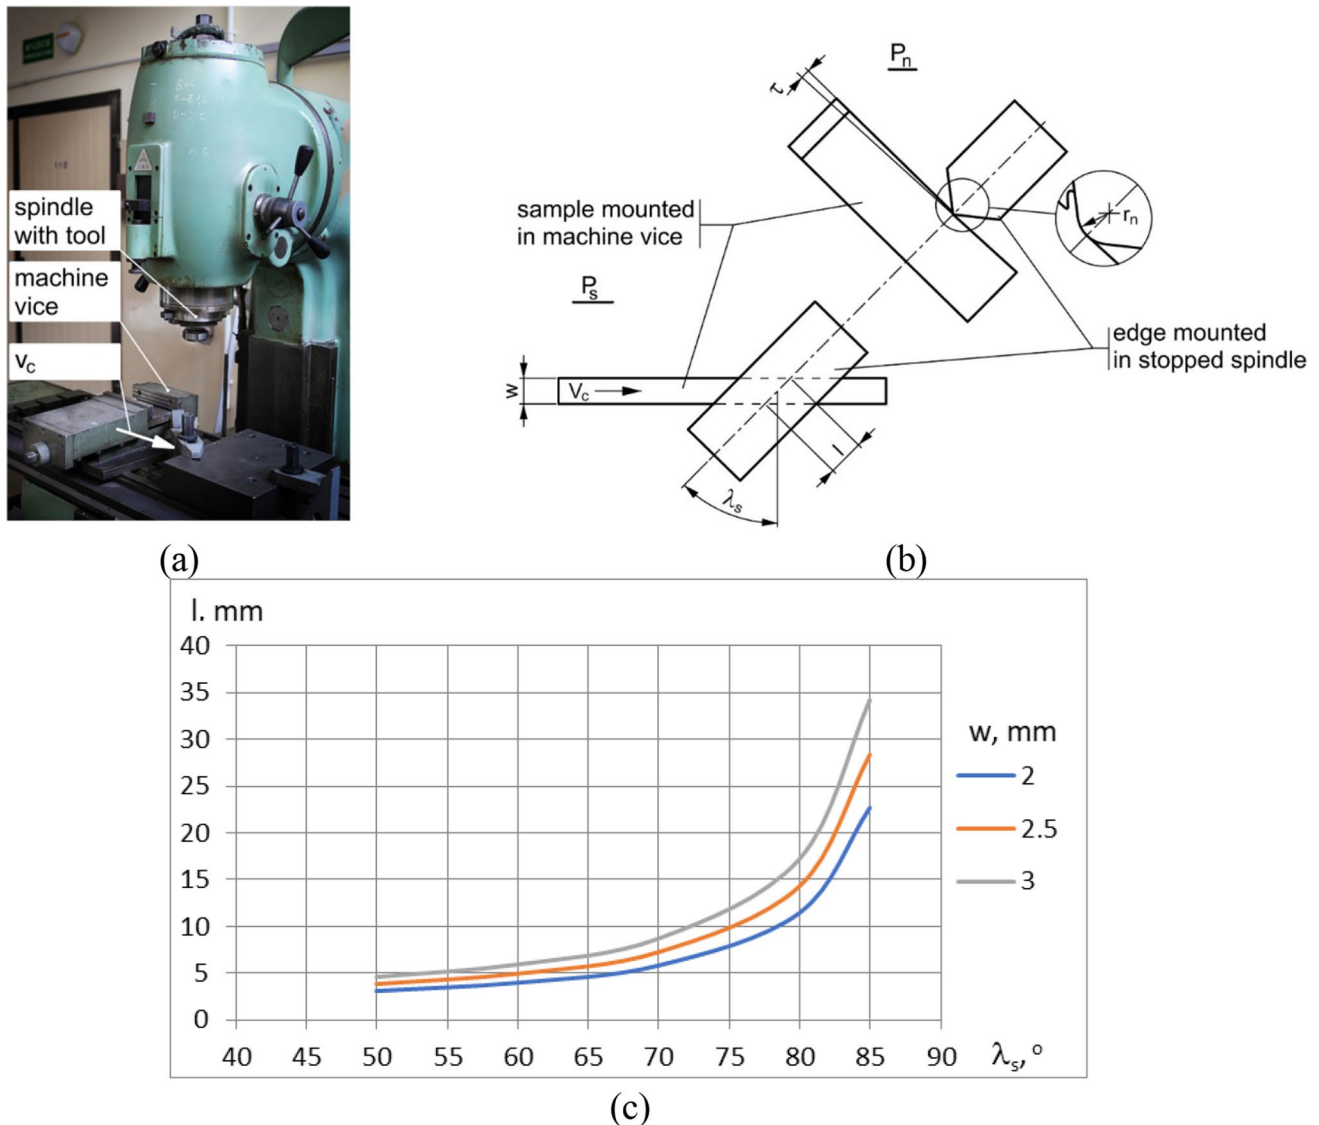 spindle
with tool
machine
vice
vc
(a)
Pn
τ
sample mounted
in machine vice
rn
Ps
edge mounted
in stopped spindle
w
Vc
l
λs
(b)
l. mm
40
35
30
25
20
15
10
5
0
40 45 50 55 60 65 70 75 80 85 90 λs, °
w, mm
2
2.5
3
(c)